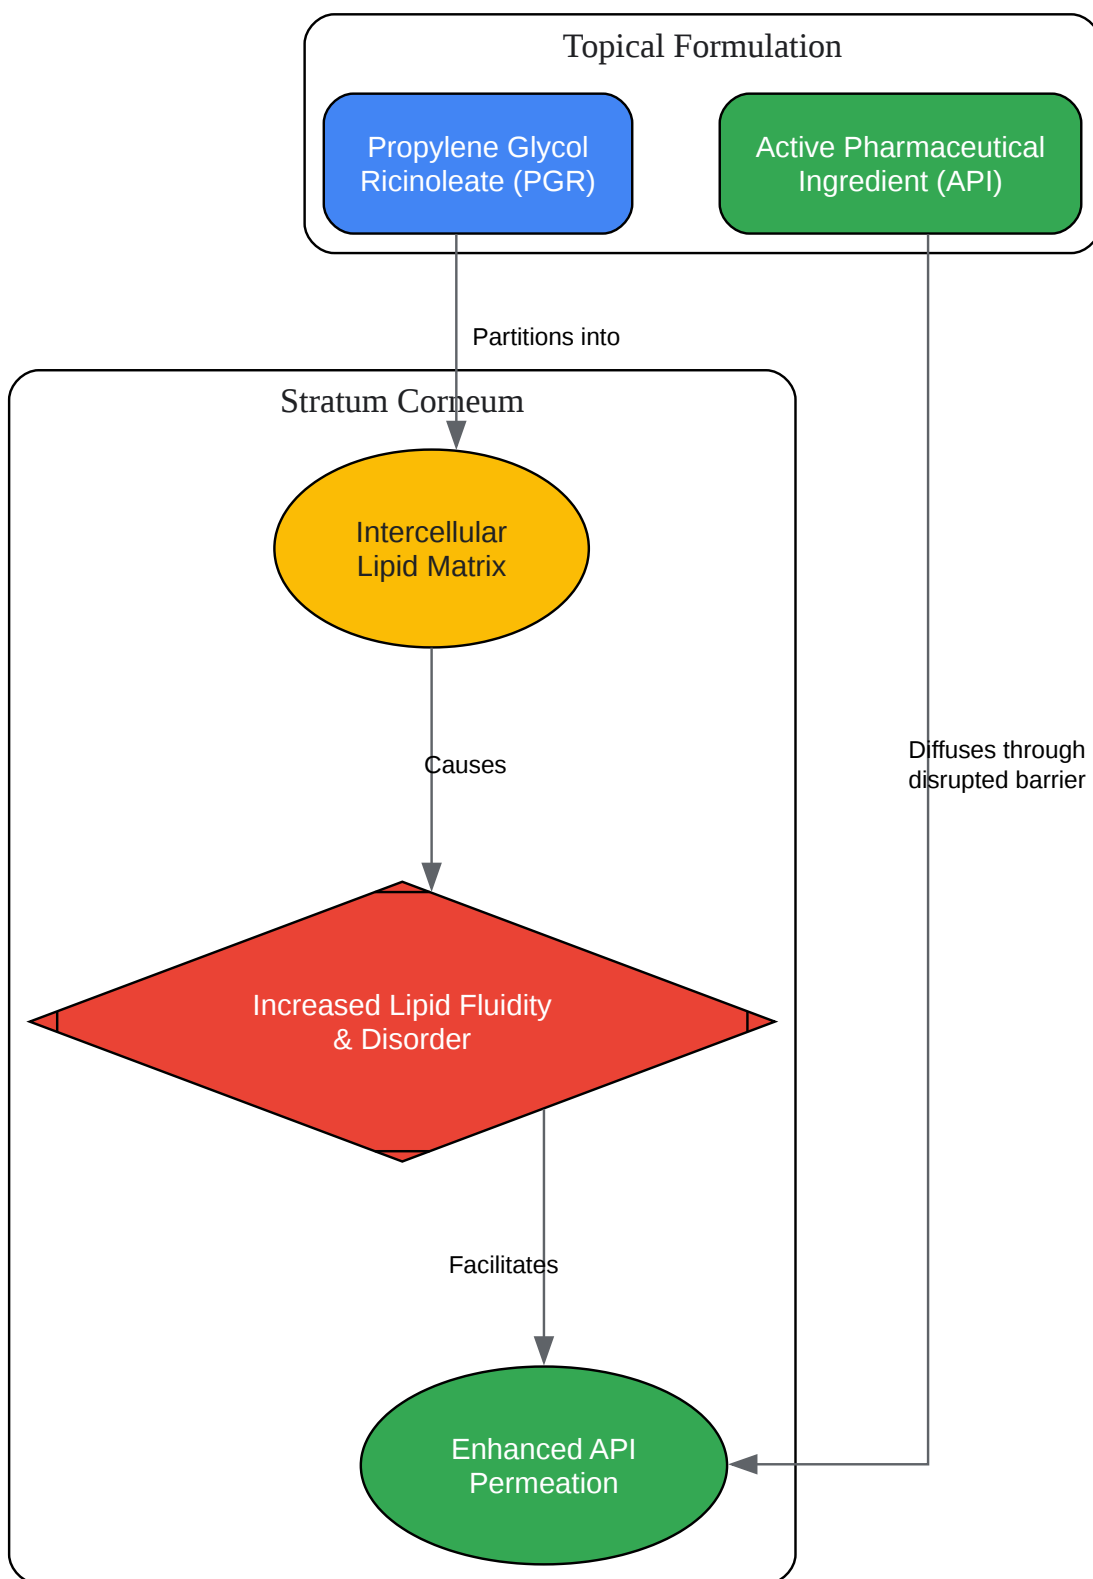 Topical Formulation
Propylene Glycol
Ricinoleate (PGR)
Active Pharmaceutical
Ingredient (API)
Partitions into
Stratum Corneum
Intercellular
Lipid Matrix
Causes
Diffuses through
disrupted barrier
Increased Lipid Fluidity
& Disorder
Facilitates
Enhanced API
Permeation